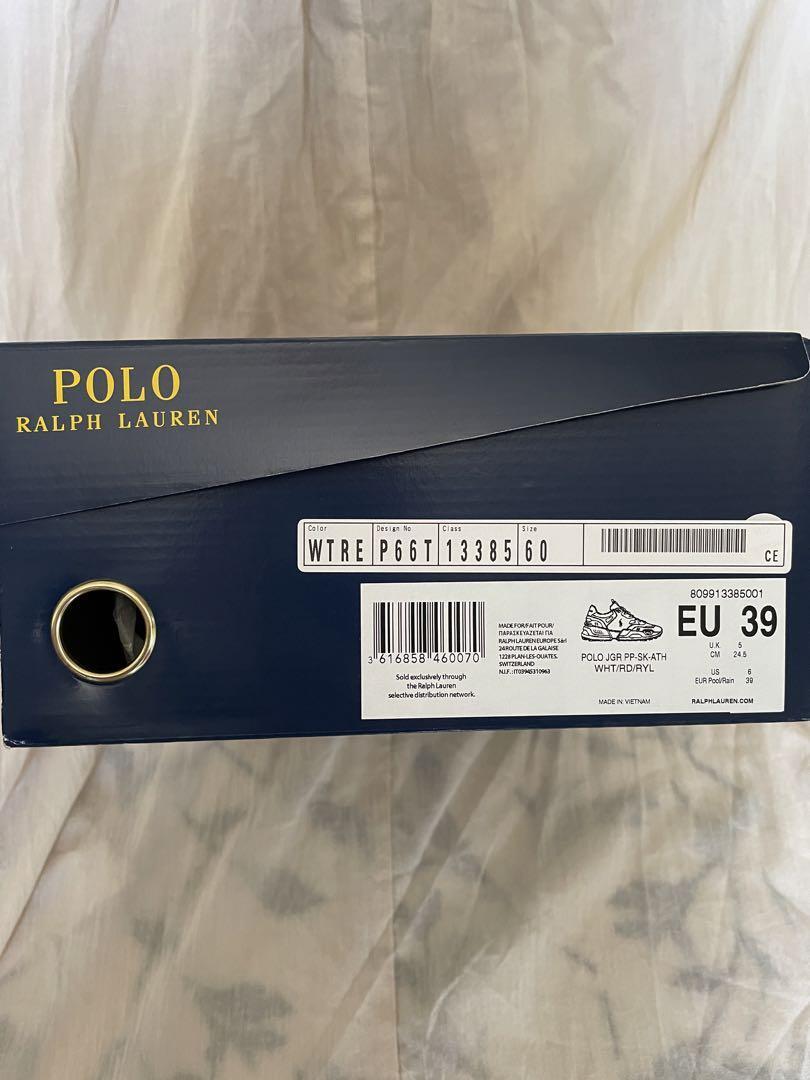 POLO
RALPH LAUREN
Color Design No Class Size
WTRE P66T 13385 60
CE
3 616858 460070
Sold exclusively through
the Ralph Lauren
selective distribution network.
MADE FOR/FAIT POUR/
ΠΑΡΑΣΚΕΥΑΖΕΤΑΙ ΓΙΑ
RALPH LAUREN EUROPE Sàrl
24 ROUTE DE LA GALAISE
1228 PLAN-LES-OUATES,
SWITZERLAND
N.I.F.: IT03945310963
POLO JGR PP-SK-ATH
WHT/RD/RYL
MADE IN: VIETNAM
809913385001
EU 39
U.K. 5
CM 24.5
US 6
EUR Pool/Rain 39
RALPHLAUREN.COM